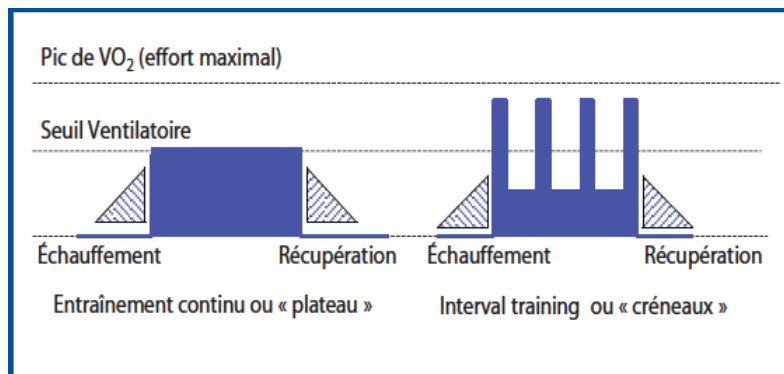 Pic de VO₂ (effort maximal)
Seuil Ventilatoire
Échauffement Récupération Échauffement Récupération
Entraînement continu ou « plateau » Interval training ou « créneaux »